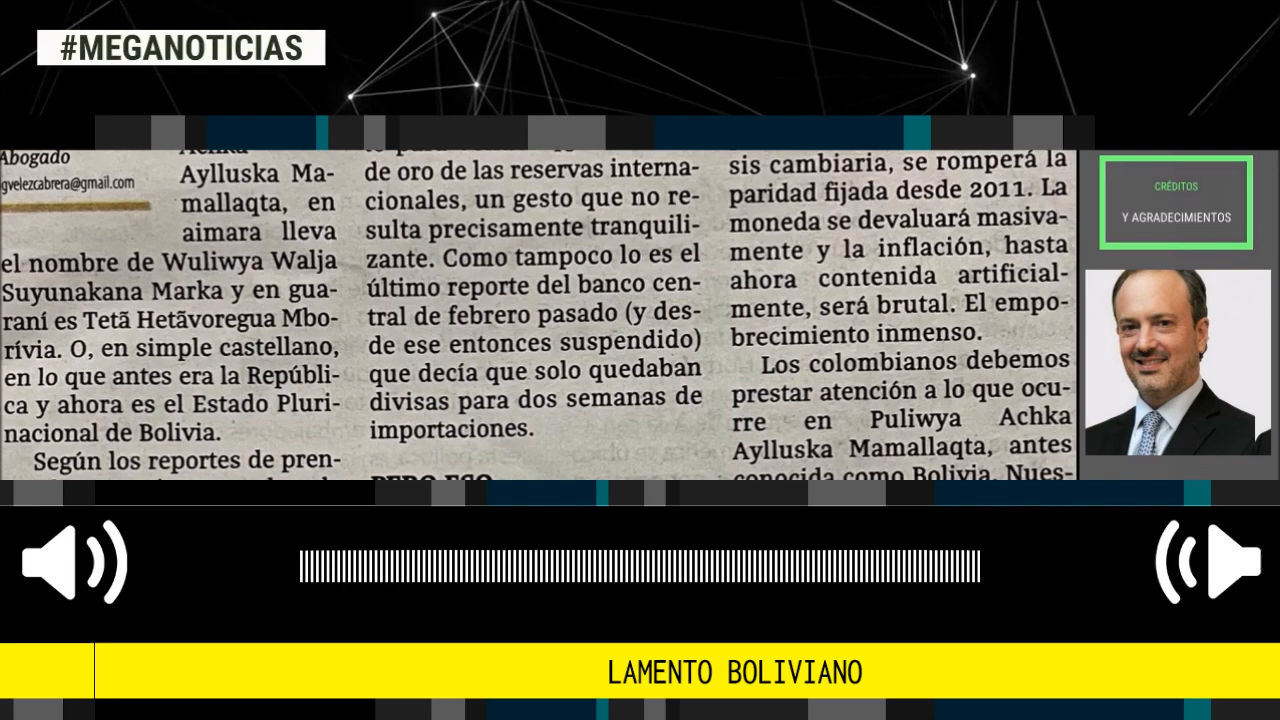 #MEGANOTICIAS
Abogado
gvelezcabrera@gmail.com
Achka
Aylluska Ma-
mallaqta, en
aimara lleva
el nombre de Wuliwya Walja
Suyunakana Marka y en gua-
raní es Tetã Hetãvoregua Mbo-
rívia. O, en simple castellano,
en lo que antes era la Repúbli-
ca y ahora es el Estado Pluri-
nacional de Bolivia.
Según los reportes de pren-
de oro de las reservas interna-
cionales, un gesto que no re-
sulta precisamente tranquili-
zante. Como tampoco lo es el
último reporte del banco cen-
tral de febrero pasado (y des-
de ese entonces suspendido)
que decía que solo quedaban
divisas para dos semanas de
importaciones.
PERO ESO
sis cambiaria, se romperá la
paridad fijada desde 2011. La
moneda se devaluará masiva-
mente y la inflación, hasta
ahora contenida artificial-
mente, será brutal. El empo-
brecimiento inmenso.
Los colombianos debemos
prestar atención a lo que ocu-
rre en Puliwya Achka
Aylluska Mamallaqta, antes
conocida como Bolivia. Nues-
CRÉDITOS
Y AGRADECIMIENTOS
LAMENTO BOLIVIANO